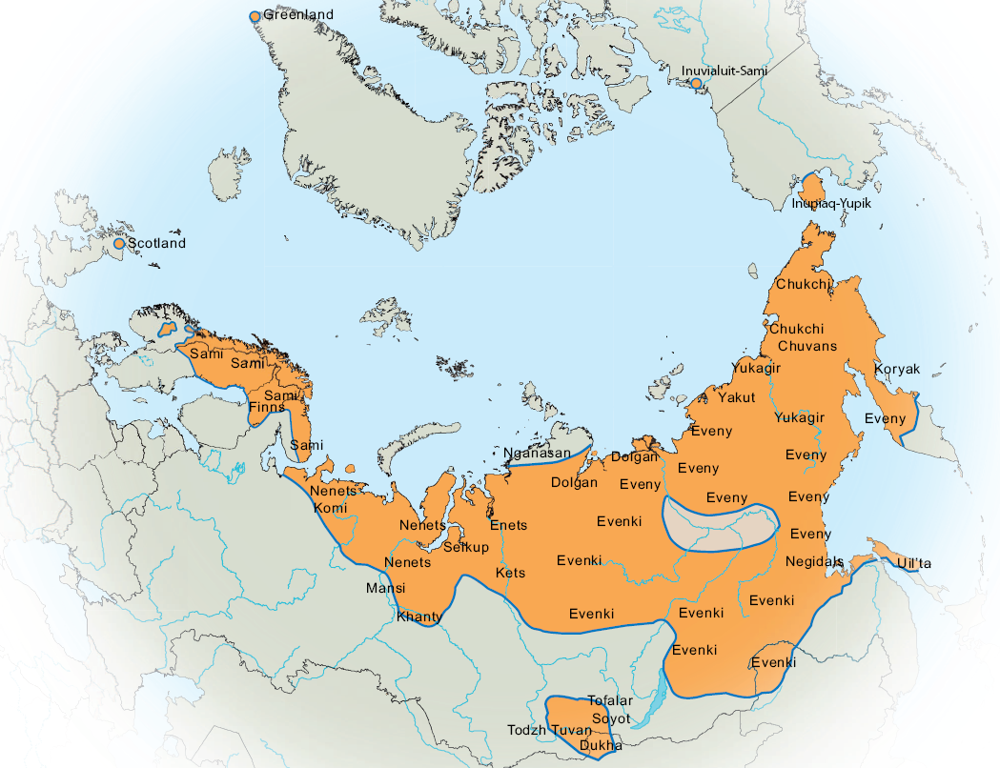 Greenland
Inuvialuit-Sami
Inupiaq-Yupik
Scotland
Chukchi
Chukchi
Chuvans
Sami
Sami
Yukagir
Koryak
Sami
Finns
Yakut
Yukagir
Eveny
Eveny
Sami
Nganasan
Dolgan
Eveny
Eveny
Dolgan
Eveny
Nenets
Komi
Eveny
Eveny
Nenets
Enets
Evenki
Eveny
Selkup
Nenets
Evenki
Negidals
Uil'ta
Kets
Mansi
Evenki
Khanty
Evenki
Evenki
Evenki
Evenki
Tofalar
Soyot
Todzh Tuvan
Dukha